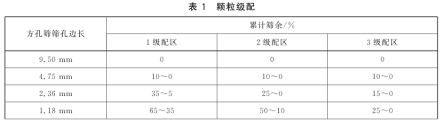 表 1 颗粒级配
方孔筛筛孔边长 累计筛余/%
1 级配区 2 级配区 3 级配区
9.50 mm 0 0 0
4.75 mm 10～0 10～0 10～0
2.36 mm 35～5 25～0 15～0
1.18 mm 65～35 50～10 25～0